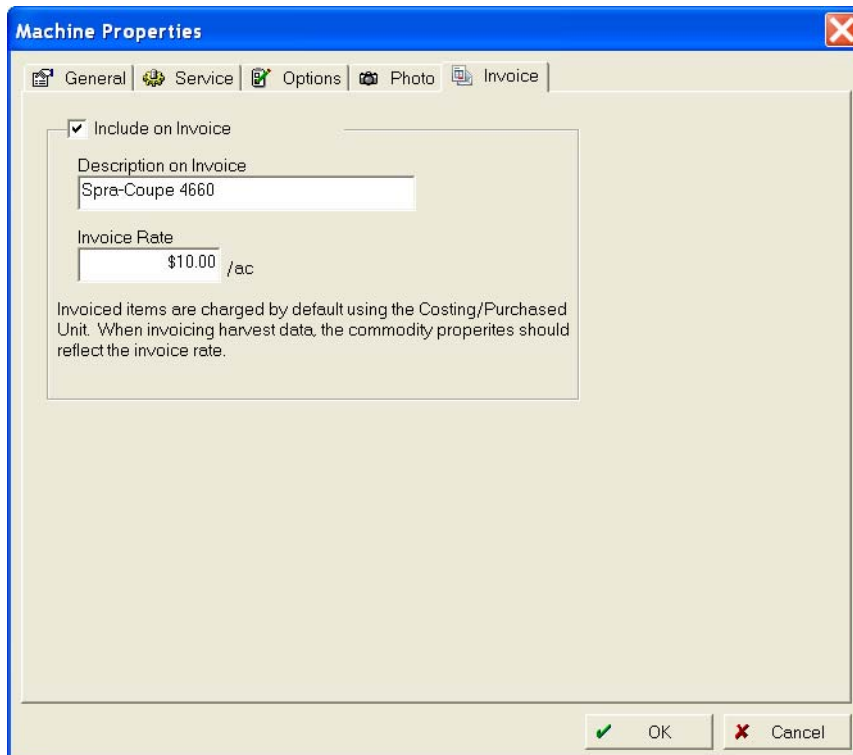 Machine Properties
General Service Options Photo Invoice
Include on Invoice
Description on Invoice
Spra-Coupe 4660
Invoice Rate
$10.00 /ac
Invoiced items are charged by default using the Costing/Purchased
Unit. When invoicing harvest data, the commodity properites should
reflect the invoice rate.
OK Cancel